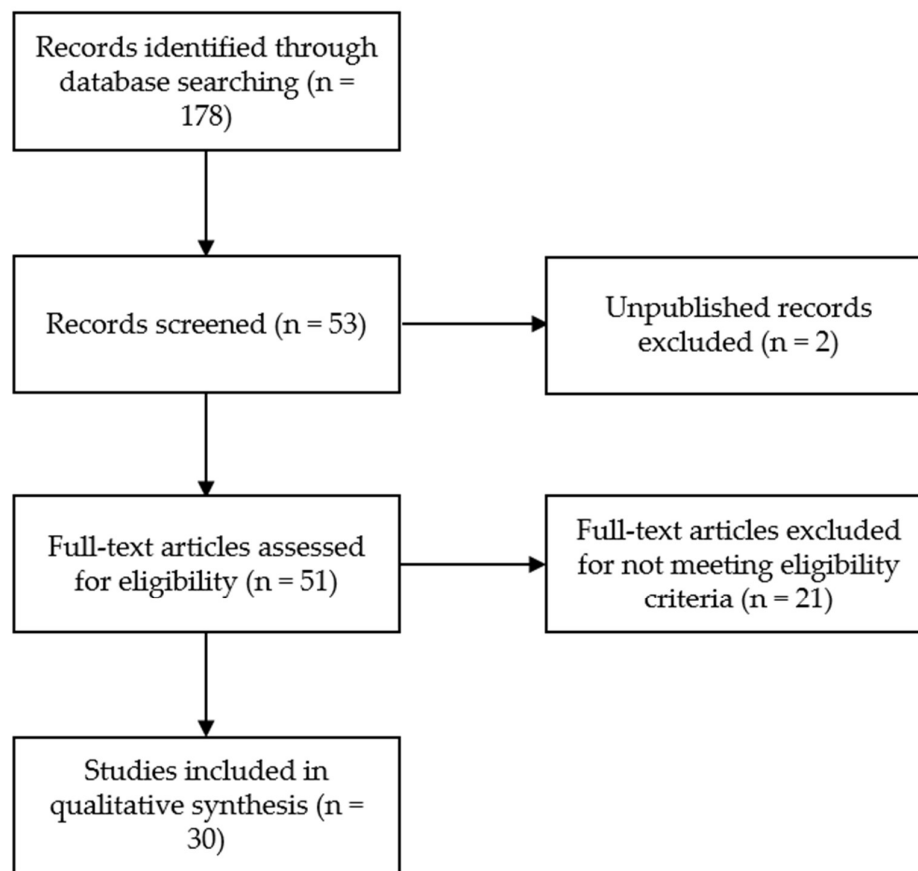 Records identified through
database searching (n =
178)
Records screened (n = 53)
Unpublished records
excluded (n = 2)
Full-text articles assessed
for eligibility (n = 51)
Full-text articles excluded
for not meeting eligibility
criteria (n = 21)
Studies included in
qualitative synthesis (n =
30)